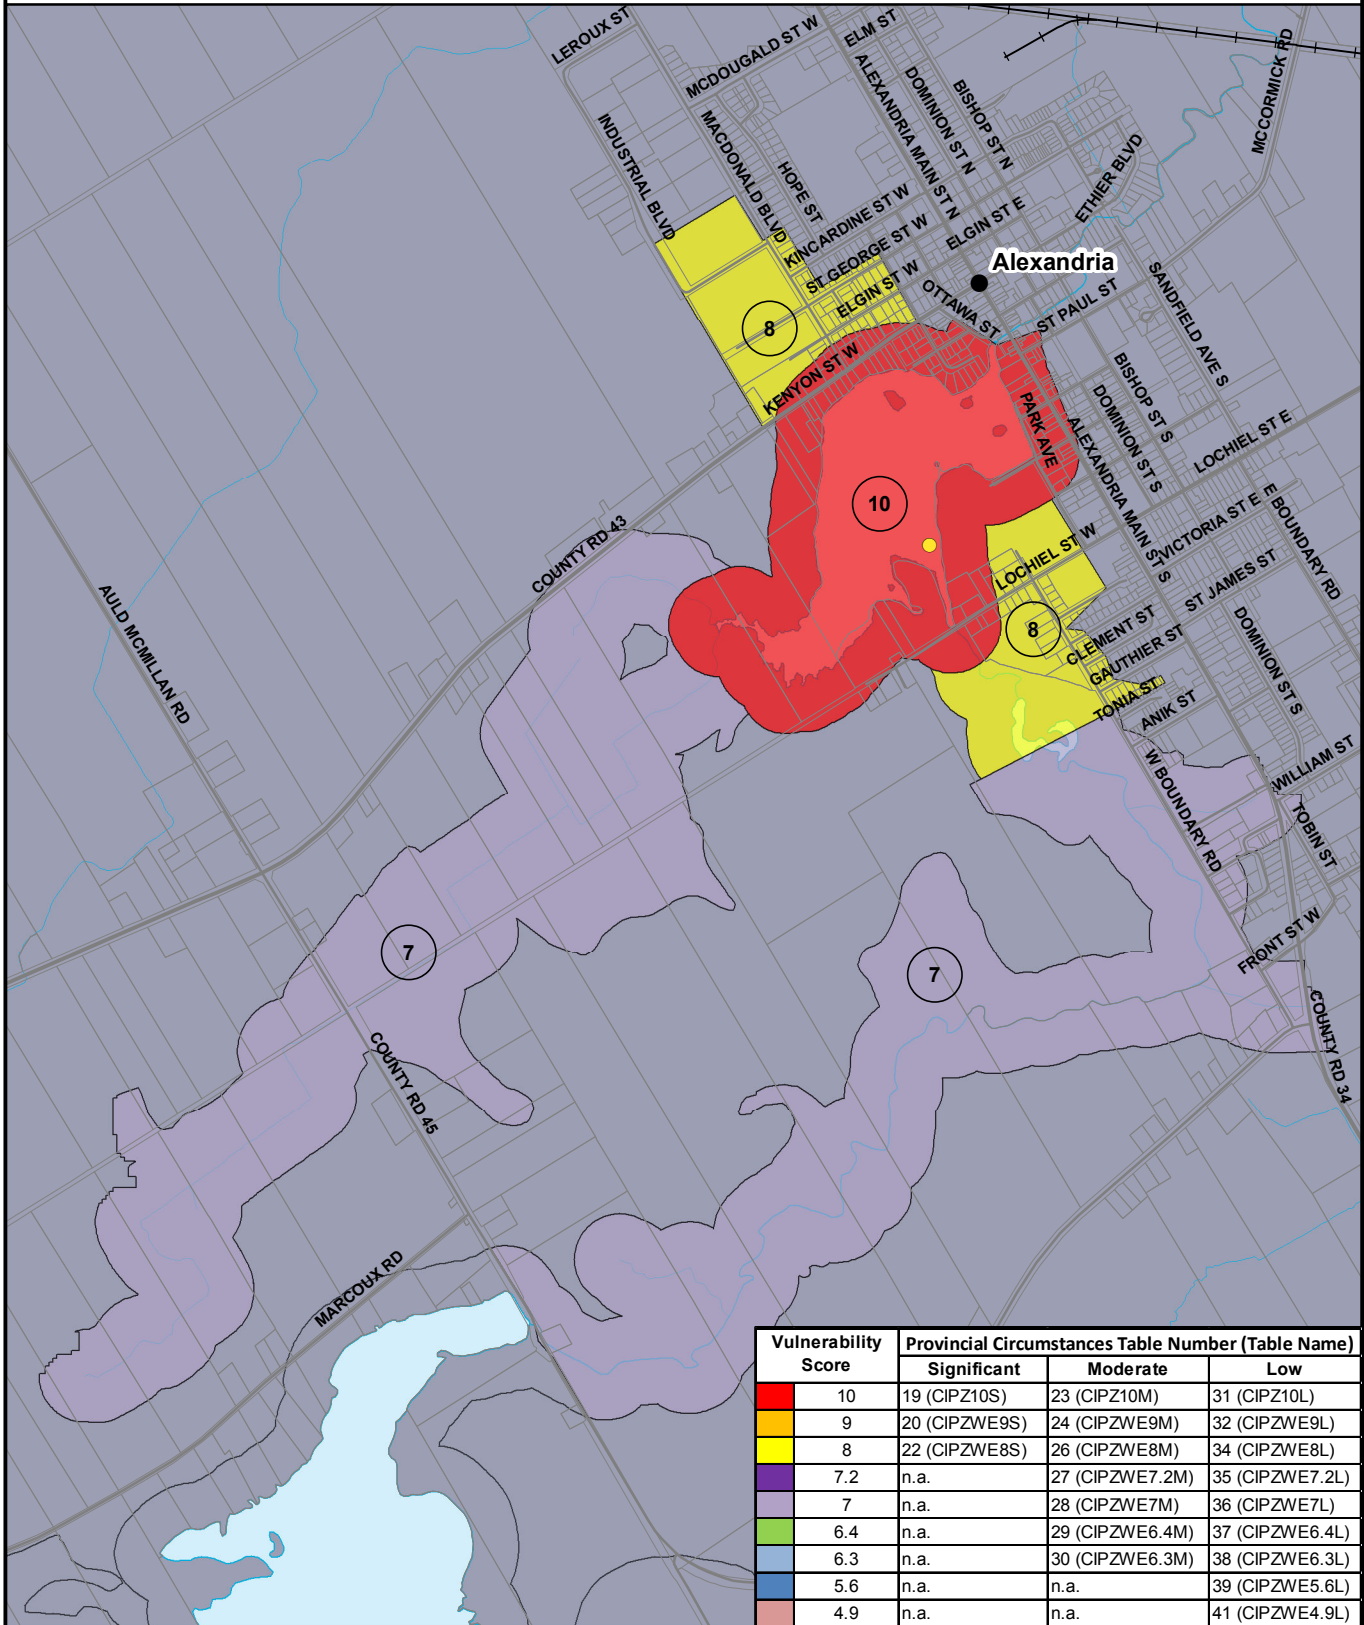 LEROUX ST
MCDOUGALD ST W
ELM ST
MCCORMICK RD
ALEXANDRIA MAIN ST N
DOMINION ST N
BISHOP ST N
INDUSTRIAL BLVD
MACDONALD BLVD
HOPE ST
ETHIER BLVD
KINCARDINE ST W
ST GEORGE ST W
ELGIN ST E
ELGIN ST W
Alexandria
OTTAWA ST
ST PAUL ST
SANDFIELD AVE S
8
KENYON ST W
BISHOP ST S
PARK AVE
DOMINION ST S
ALEXANDRIA MAIN ST S
LOCHIEL ST E
10
E BOUNDARY RD
VICTORIA ST E
COUNTY RD 43
LOCHIEL ST W
ST JAMES ST
AULD MCMILLAN RD
8
CLEMENT ST
GAUTHIER ST
DOMINION ST S
TONIA ST
ANIK ST
W BOUNDARY RD
WILLIAM ST
TOBIN ST
7
7
FRONT ST W
COUNTY RD 34
COUNTY RD 45
MARCOUX RD
Vulnerability Score Provincial Circumstances Table Number (Table Name)
Significant Moderate Low
10 19 (CIPZ10S) 23 (CIPZ10M) 31 (CIPZ10L)
9 20 (CIPZWE9S) 24 (CIPZWE9M) 32 (CIPZWE9L)
8 22 (CIPZWE8S) 26 (CIPZWE8M) 34 (CIPZWE8L)
7.2 n.a. 27 (CIPZWE7.2M) 35 (CIPZWE7.2L)
7 n.a. 28 (CIPZWE7M) 36 (CIPZWE7L)
6.4 n.a. 29 (CIPZWE6.4M) 37 (CIPZWE6.4L)
6.3 n.a. 30 (CIPZWE6.3M) 38 (CIPZWE6.3L)
5.6 n.a. n.a. 39 (CIPZWE5.6L)
4.9 n.a. n.a. 41 (CIPZWE4.9L)